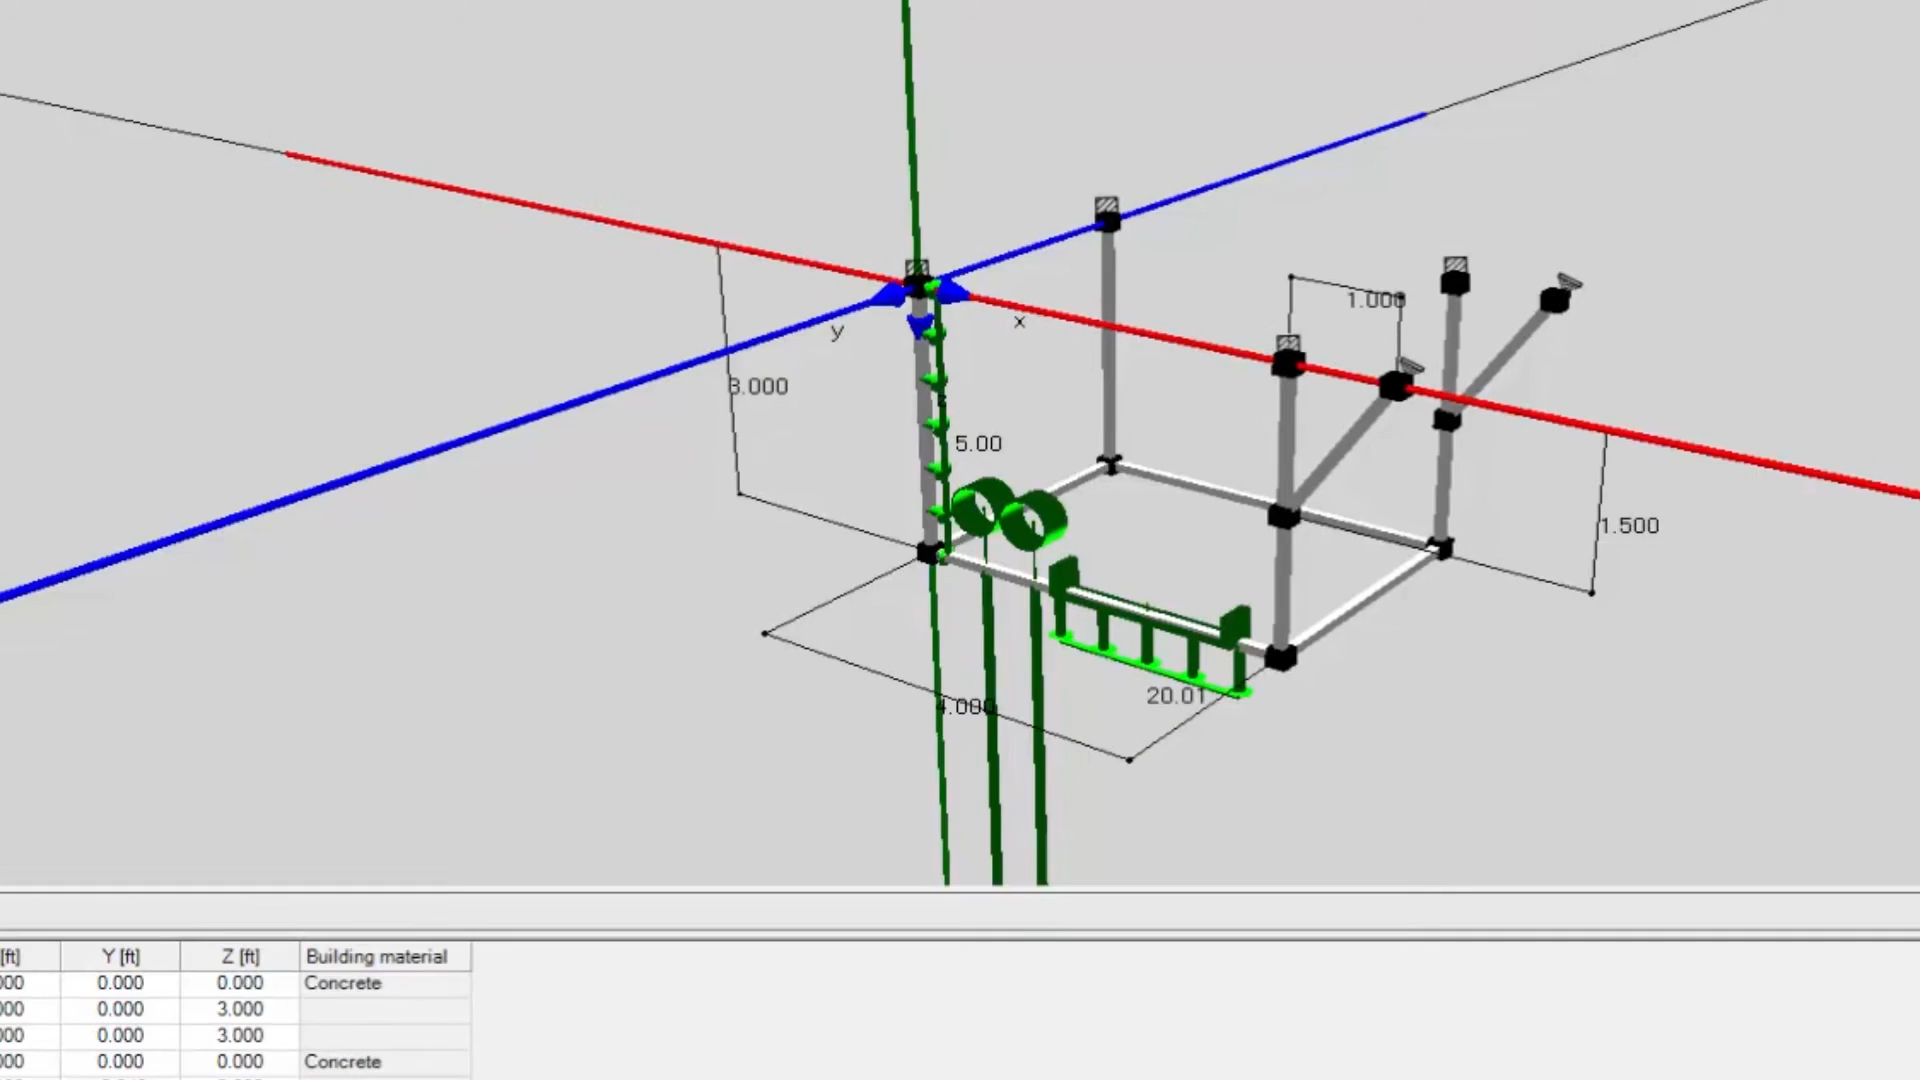 1.000
x
y
3.000
z
5.00
1.500
20.01
4.000
[ft] Y [ft] Z [ft] Building material
000 0.000 0.000 Concrete
000 0.000 3.000
000 0.000 3.000
000 0.000 0.000 Concrete